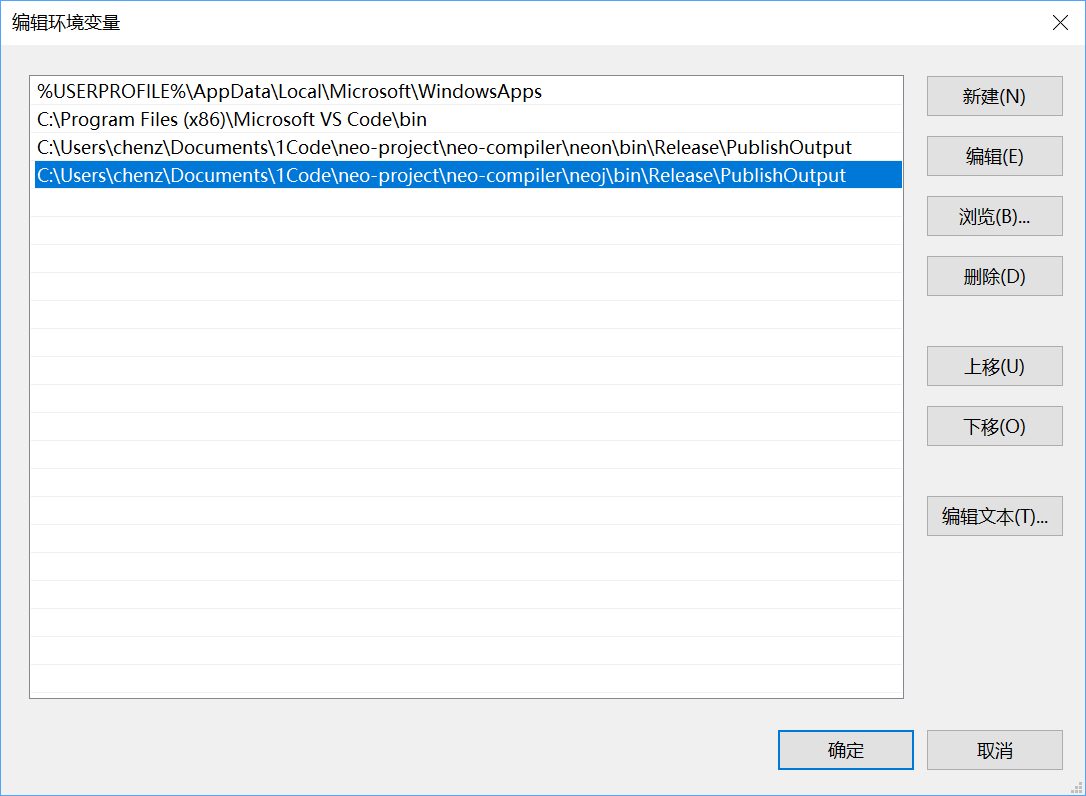 编辑环境变量
%USERPROFILE%\AppData\Local\Microsoft\WindowsApps
C:\Program Files (x86)\Microsoft VS Code\bin
C:\Users\chenz\Documents\1Code\neo-project\neo-compiler\neon\bin\Release\PublishOutput
C:\Users\chenz\Documents\1Code\neo-project\neo-compiler\neoj\bin\Release\PublishOutput
新建(N)
编辑(E)
浏览(B)...
删除(D)
上移(U)
下移(O)
编辑文本(T)...
确定
取消